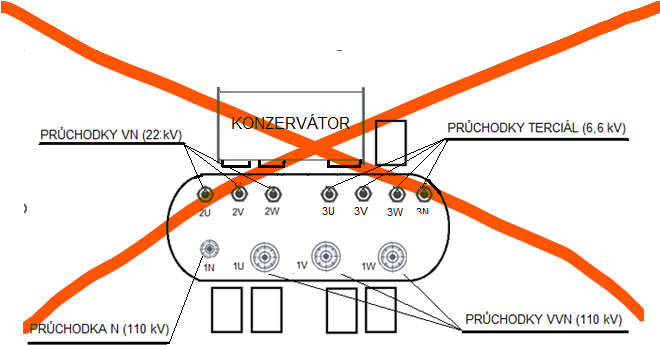 KONZERVÁTOR
PRŮCHODKY VN (22 kV)
PRŮCHODKY TERCIÁL (6,6 kV)
2U 2V 2W 3U 3V 3W 3N
1N 1U 1V 1W
PRŮCHODKA N (110 kV)
PRŮCHODKY VVN (110 kV)